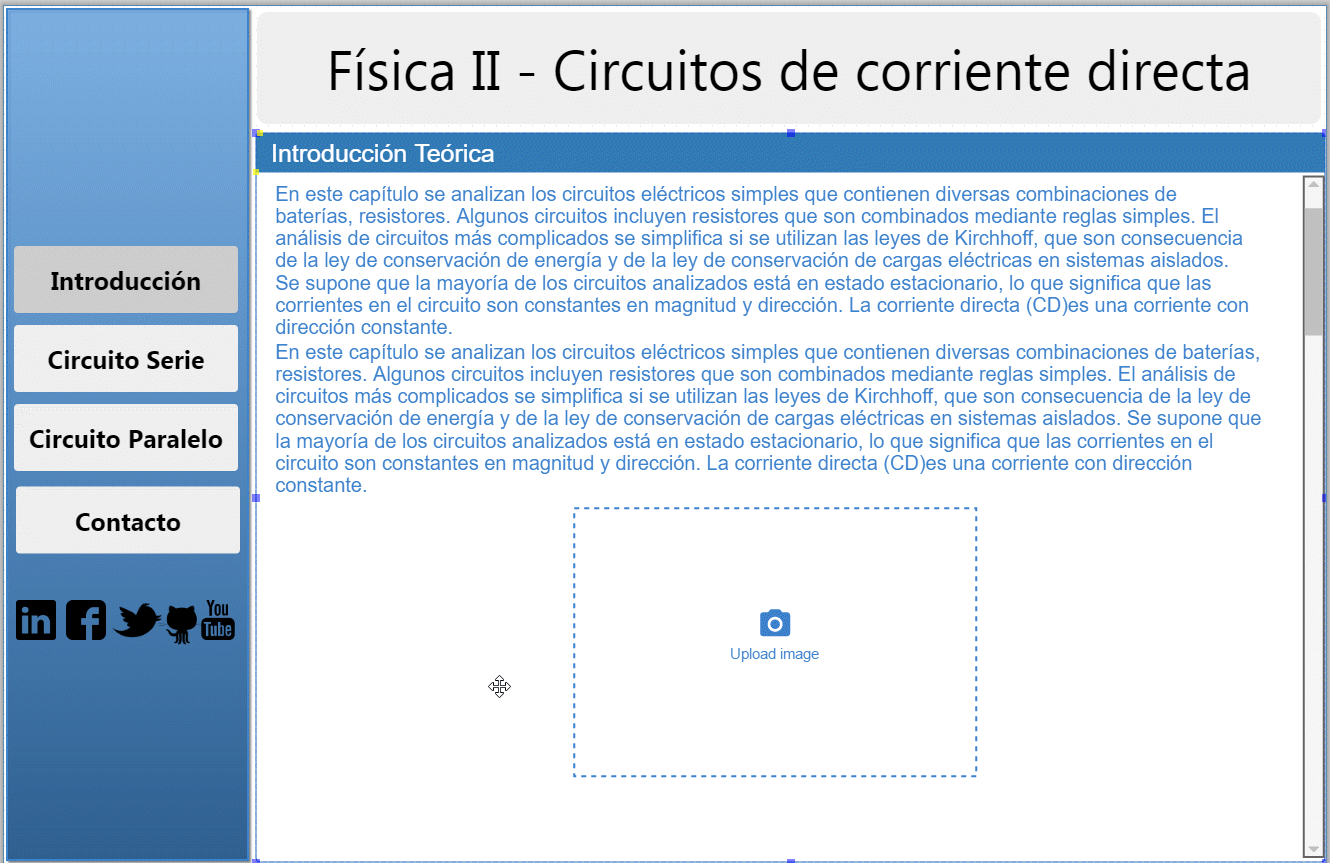 Física II - Circuitos de corriente directa
Introducción Teórica
En este capítulo se analizan los circuitos eléctricos simples que contienen diversas combinaciones de
baterías, resistores. Algunos circuitos incluyen resistores que son combinados mediante reglas simples. El
análisis de circuitos más complicados se simplifica si se utilizan las leyes de Kirchhoff, que son consecuencia
de la ley de conservación de energía y de la ley de conservación de cargas eléctricas en sistemas aislados.
Se supone que la mayoría de los circuitos analizados está en estado estacionario, lo que significa que las
corrientes en el circuito son constantes en magnitud y dirección. La corriente directa (CD)es una corriente con
dirección constante.
En este capítulo se analizan los circuitos eléctricos simples que contienen diversas combinaciones de baterías,
resistores. Algunos circuitos incluyen resistores que son combinados mediante reglas simples. El análisis de
circuitos más complicados se simplifica si se utilizan las leyes de Kirchhoff, que son consecuencia de la ley de
conservación de energía y de la ley de conservación de cargas eléctricas en sistemas aislados. Se supone que
la mayoría de los circuitos analizados está en estado estacionario, lo que significa que las corrientes en el
circuito son constantes en magnitud y dirección. La corriente directa (CD)es una corriente con dirección
constante.
Upload image
Introducción
Circuito Serie
Circuito Paralelo
Contacto
in
f
You
Tube